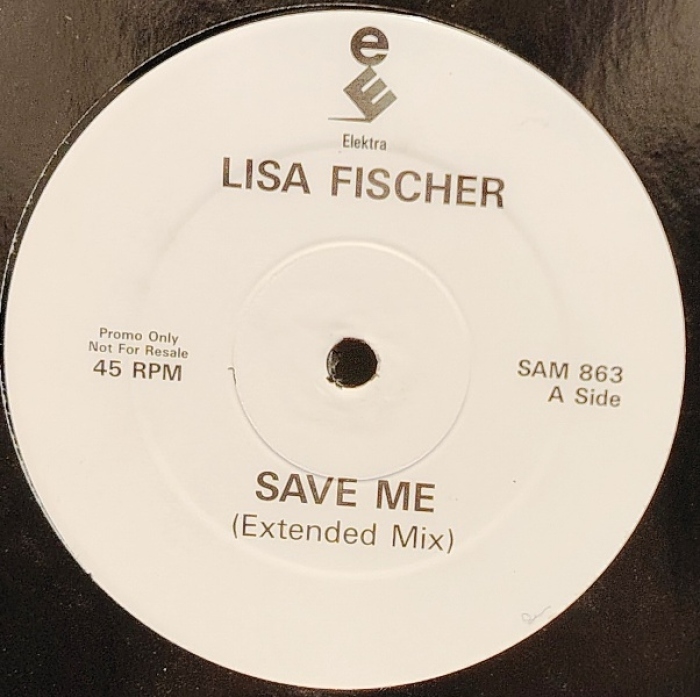 e
E
Elektra
LISA FISCHER
Promo Only
Not For Resale
45 RPM
SAM 863
A Side
SAVE ME
(Extended Mix)